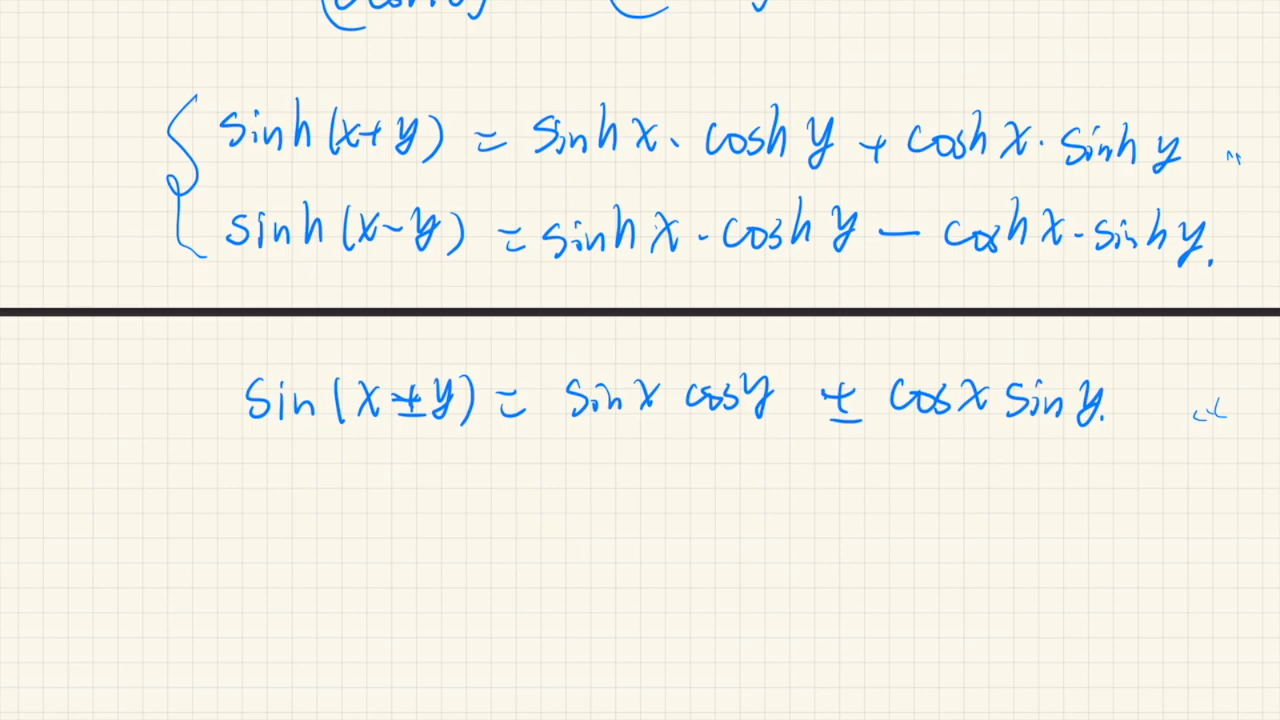 sinh(x+y) = sinh x · cosh y + cosh x · sinh y
sinh(x-y) = sinh x · cosh y - cosh x · sinh y.
sin(x±y) = sin x cos y ± cos x sin y.